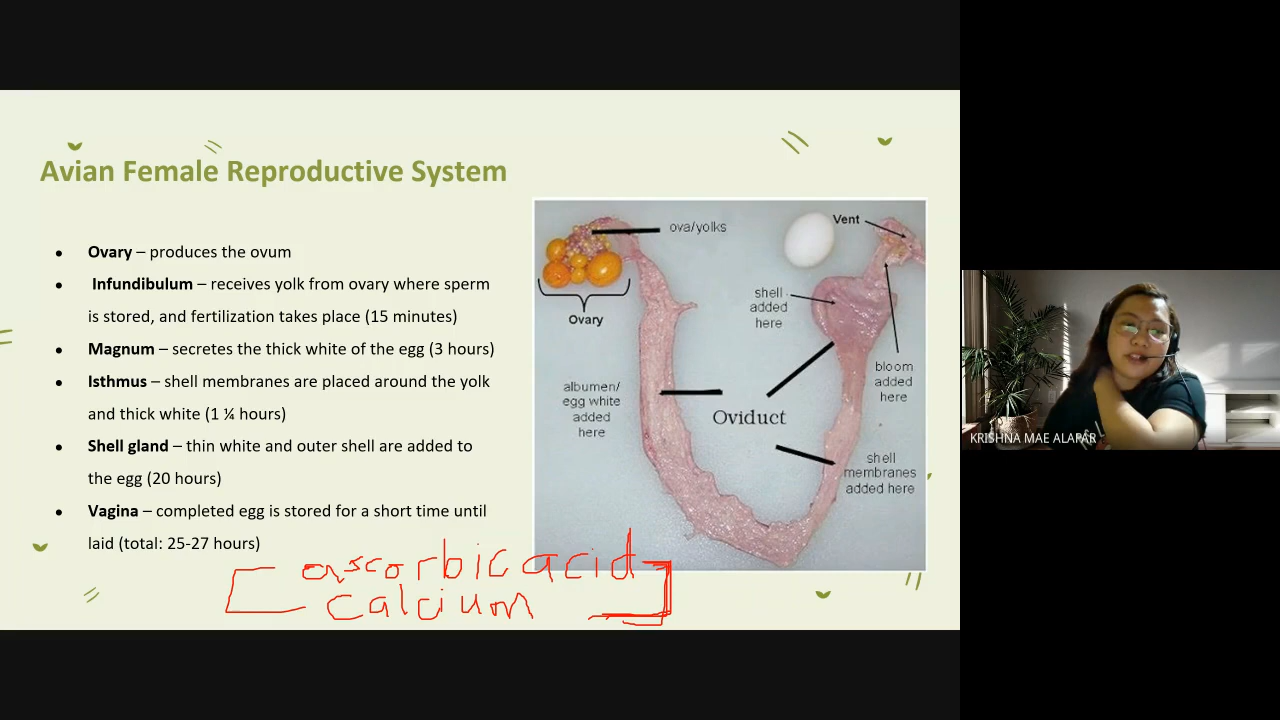 Avian Female Reproductive System
● Ovary – produces the ovum
● Infundibulum – receives yolk from ovary where sperm
is stored, and fertilization takes place (15 minutes)
● Magnum – secretes the thick white of the egg (3 hours)
● Isthmus – shell membranes are placed around the yolk
and thick white (1 ¼ hours)
● Shell gland – thin white and outer shell are added to
the egg (20 hours)
● Vagina – completed egg is stored for a short time until
laid (total: 25-27 hours)
ova/yolks
Vent
Ovary
shell
added
here
bloom
added
here
albumen/
egg white
added
here
Oviduct
shell
membranes
added here
ascorbic acid
calcium
KRISHNA MAE ALAPAR